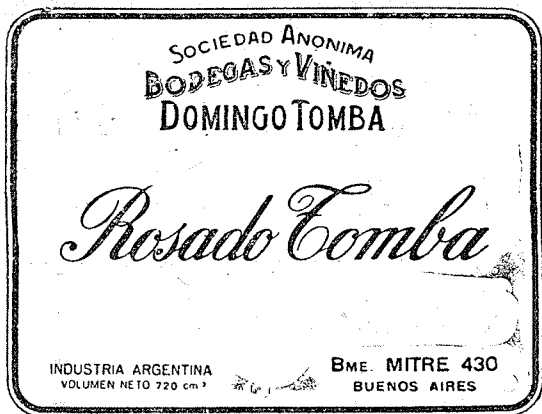 SOCIEDAD ANONIMA
BODEGAS Y VIÑEDOS
DOMINGO TOMBA
Rosado Tomba
INDUSTRIA ARGENTINA
VOLUMEN NETO 720 cm³
BME. MITRE 430
BUENOS AIRES